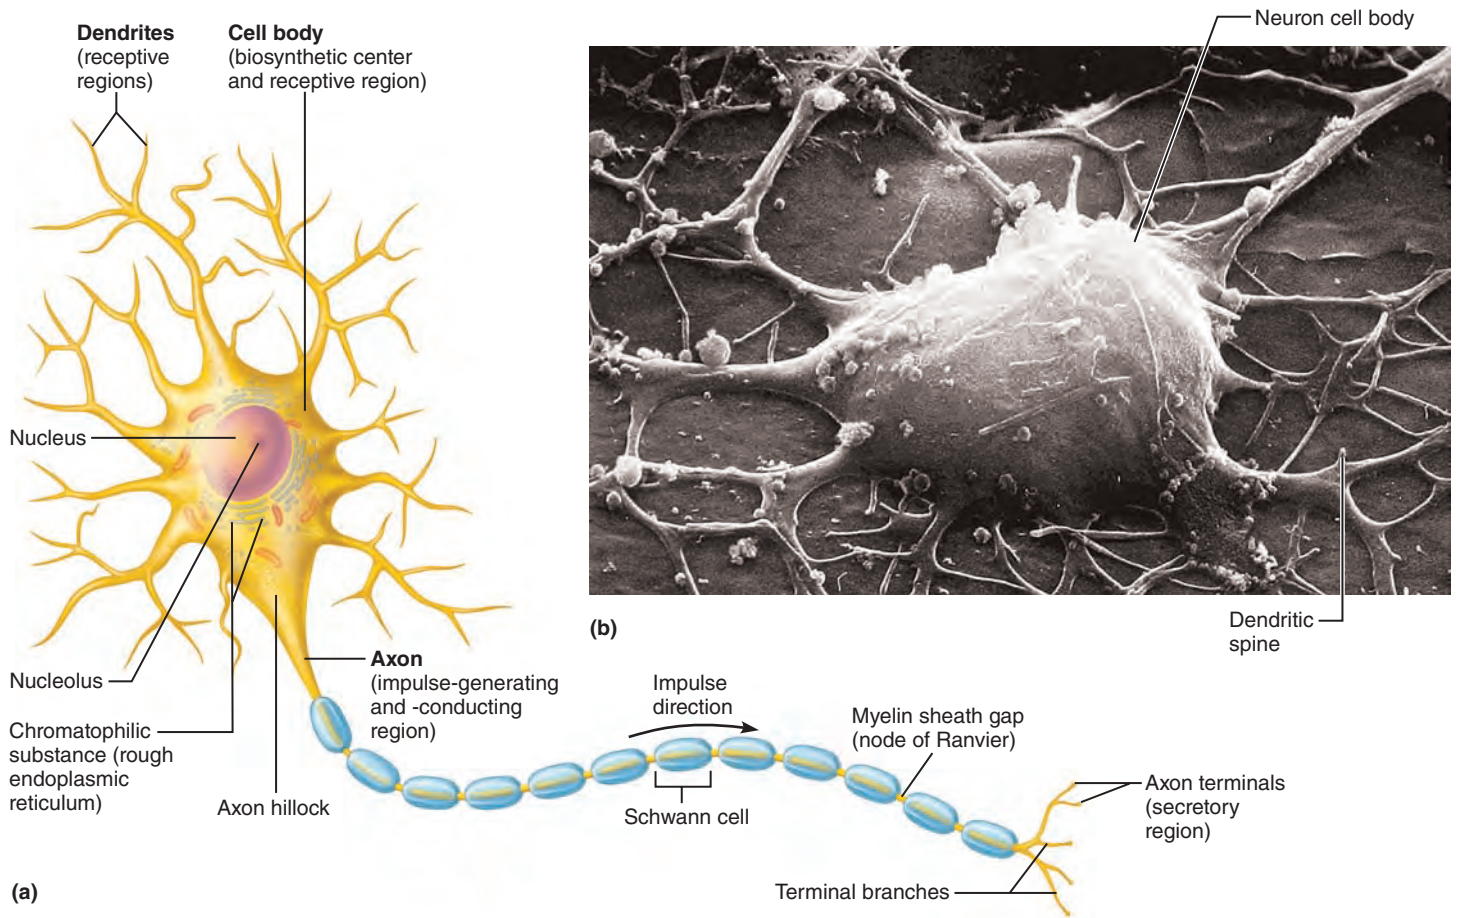 Dendrites
(receptive
regions)
Cell body
(biosynthetic center
and receptive region)
Neuron cell body
Nucleus
Dendritic
spine
(b)
Nucleolus
Axon
(impulse-generating
and -conducting
region)
Impulse
direction
Myelin sheath gap
(node of Ranvier)
Chromatophilic
substance (rough
endoplasmic
reticulum)
Axon hillock
Schwann cell
Axon terminals
(secretory
region)
Terminal branches
(a)